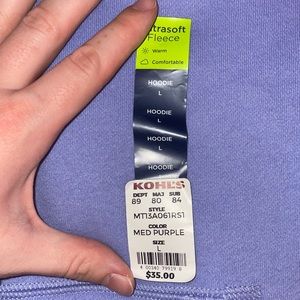 trasoft
Fleece
Warm
Comfortable
HOODIE
L
HOODIE
L
HOODIE
L
HOODIE
KOHL'S
DEPT MAJ SUB
89 80 84
STYLE
MT13A061RS1
COLOR
MED PURPLE
SIZE
L
$35.00